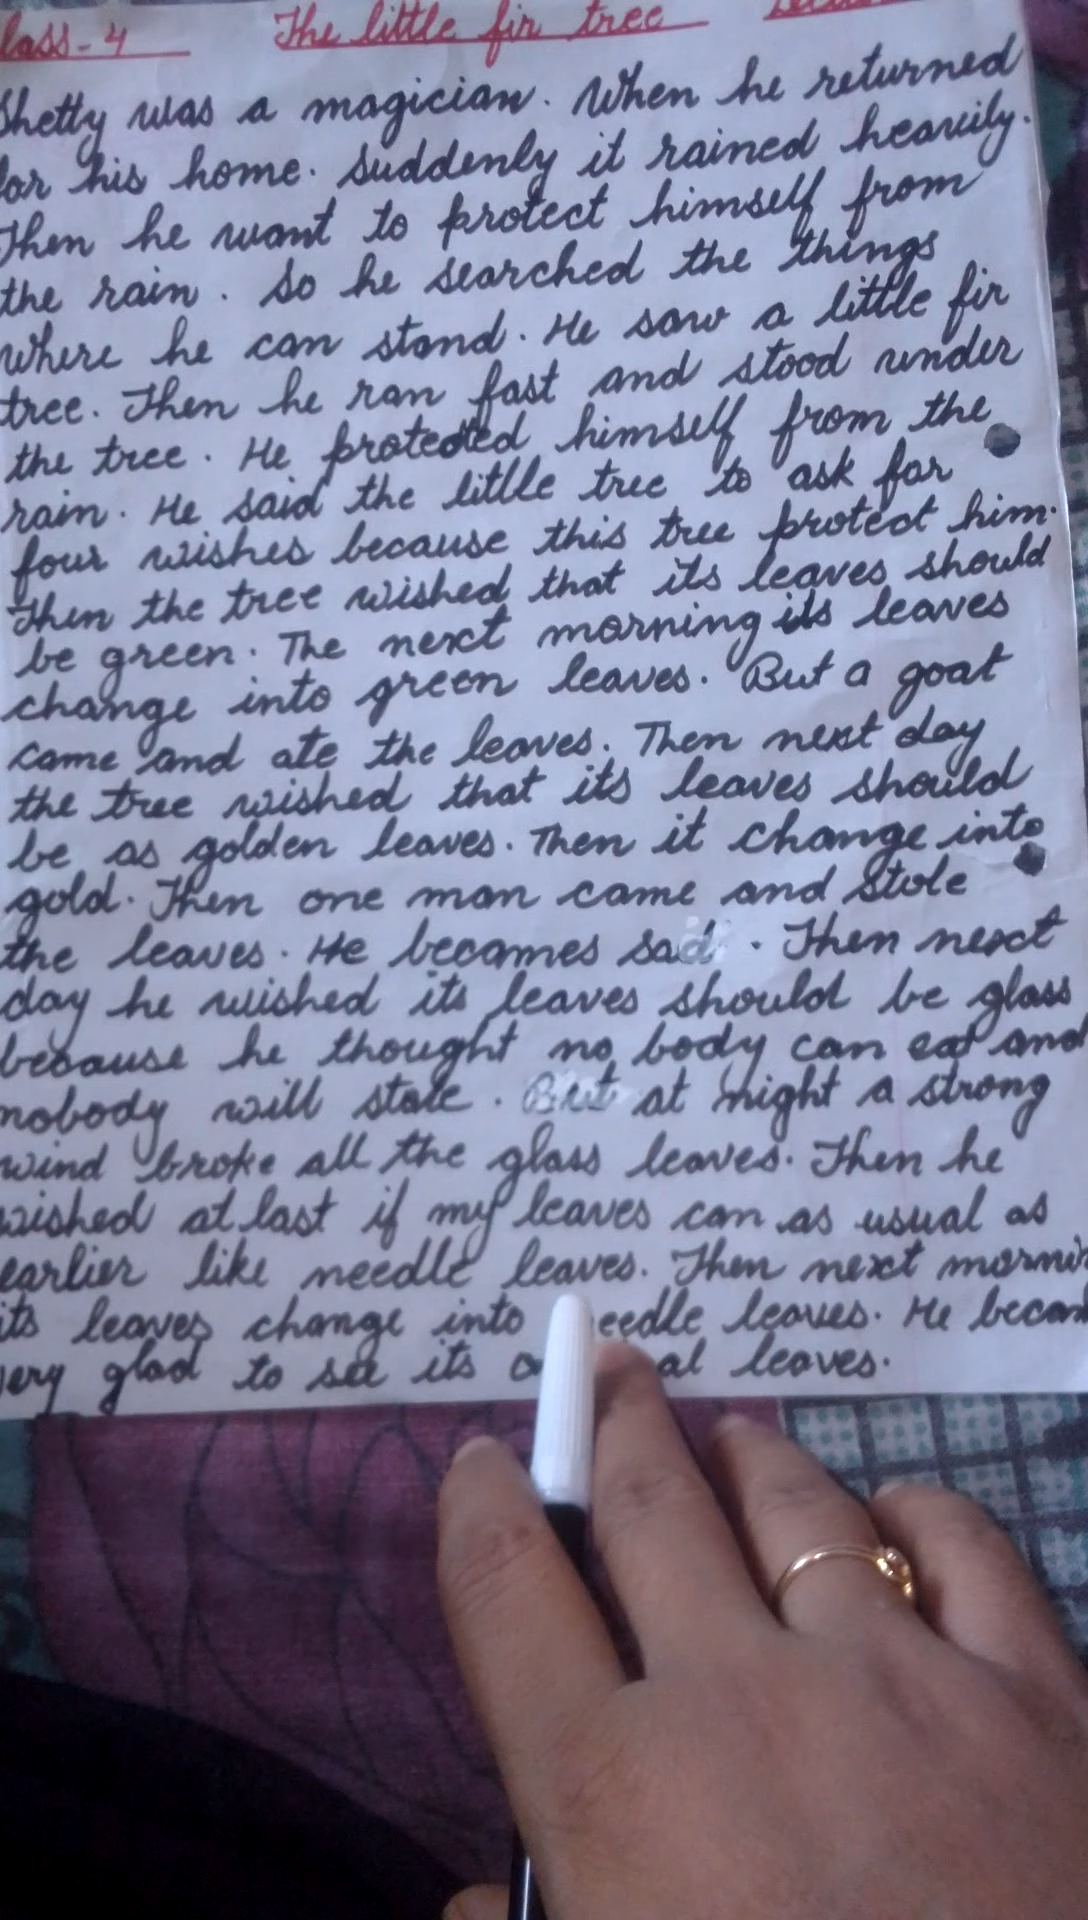 lass-4 The little fir tree
Shetty was a magician. When he returned
for his home. Suddenly it rained heavily.
Then he want to protect himself from
the rain. So he searched the things
where he can stand. He saw a little fir
tree. Then he ran fast and stood under
the tree. He protected himself from the
rain. He said the little tree to ask for
four wishes because this tree protect him.
Then the tree wished that its leaves should
be green. The next morning its leaves
change into green leaves. But a goat
came and ate the leaves. Then next day
the tree wished that its leaves should
be as golden leaves. Then it change into
gold. Then one man came and stole
the leaves. He becomes sad. Then next
day he wished its leaves should be glass
because he thought no body can eat and
nobody will stole. But at night a strong
wind broke all the glass leaves. Then he
wished at last if my leaves can as usual as
earlier like needle leaves. Then next mornin
its leaves change into eedle leaves. He becam
very glad to see its o al leaves.